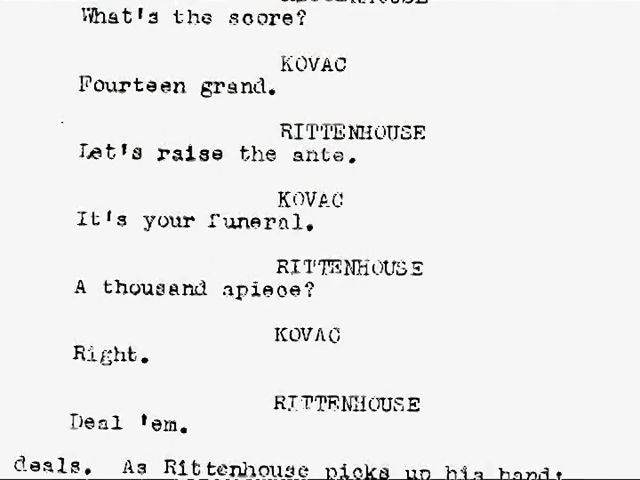 RITTENHOUSE
What's the score?
KOVAC
Fourteen grand.
RITTENHOUSE
Let's raise the ante.
KOVAC
It's your funeral.
RITTENHOUSE
A thousand apiece?
KOVAC
Right.
RITTENHOUSE
Deal 'em.
deals. As Rittenhouse picks up his hand: